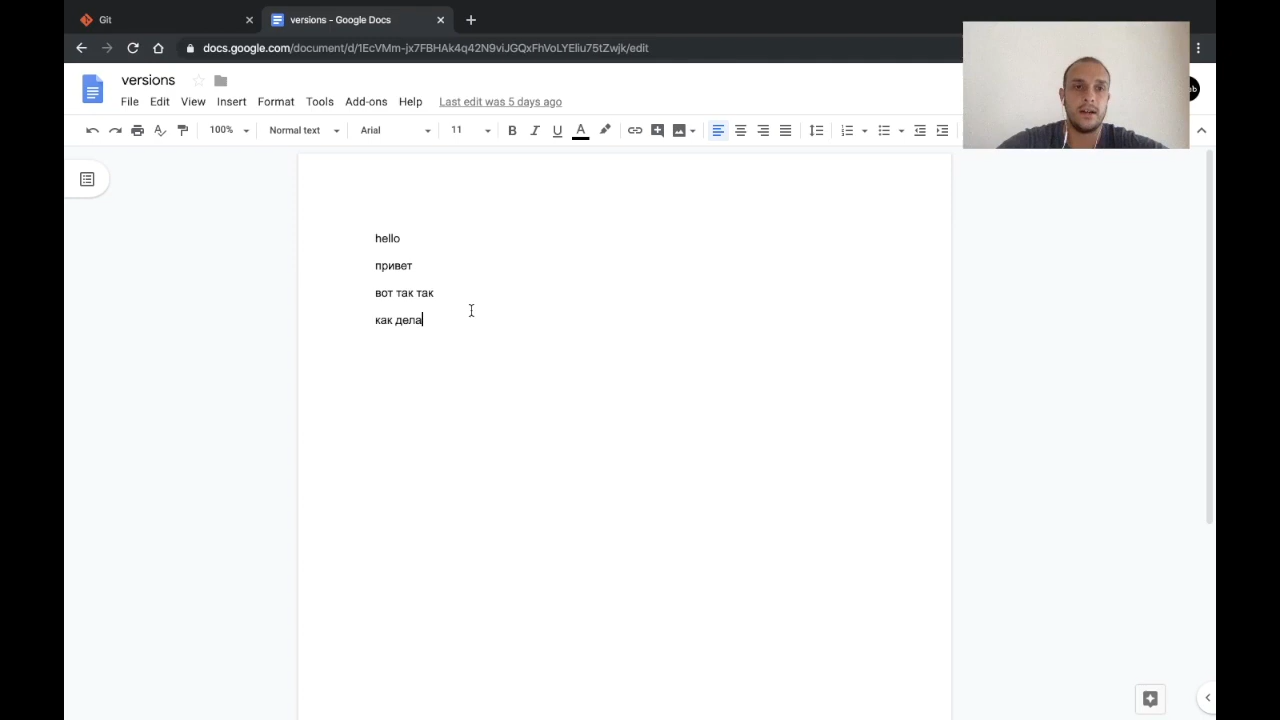 Git
versions - Google Docs
docs.google.com/document/d/1EcVMm-jx7FBHAk4q42N9viJGQxFhVoLYEliu75tZwjk/edit
versions
File Edit View Insert Format Tools Add-ons Help Last edit was 5 days ago
100% Normal text Arial 11 B I U A
hello
привет
вот так так
как дела